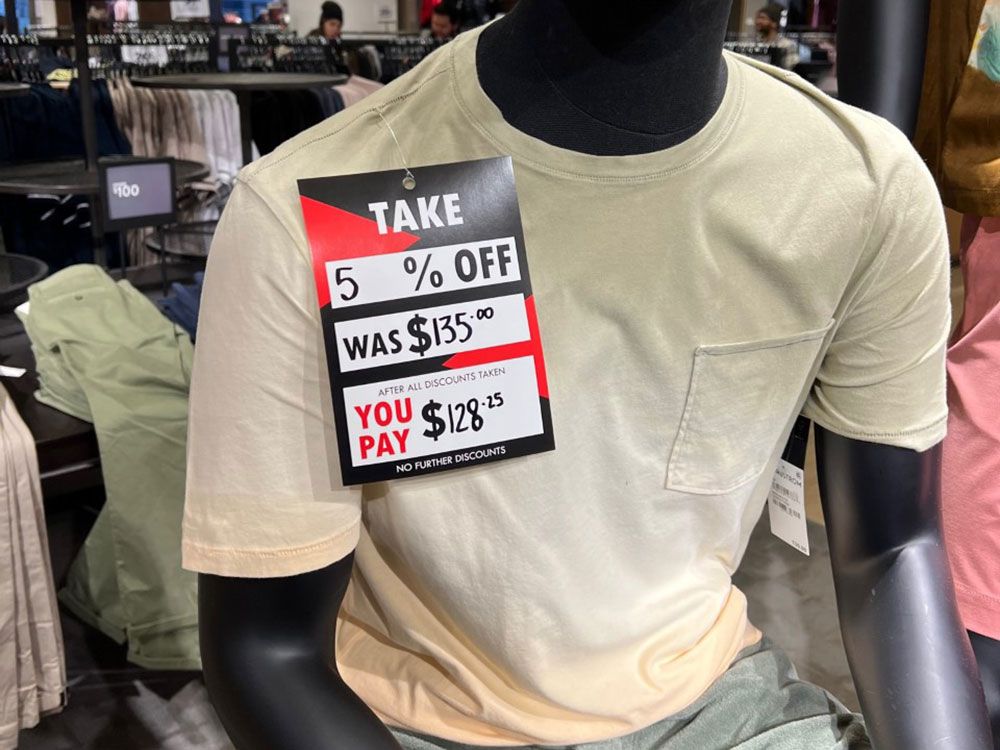 $100
TAKE
5 % OFF
WAS $135.00
AFTER ALL DISCOUNTS TAKEN
YOU PAY $128.25
NO FURTHER DISCOUNTS